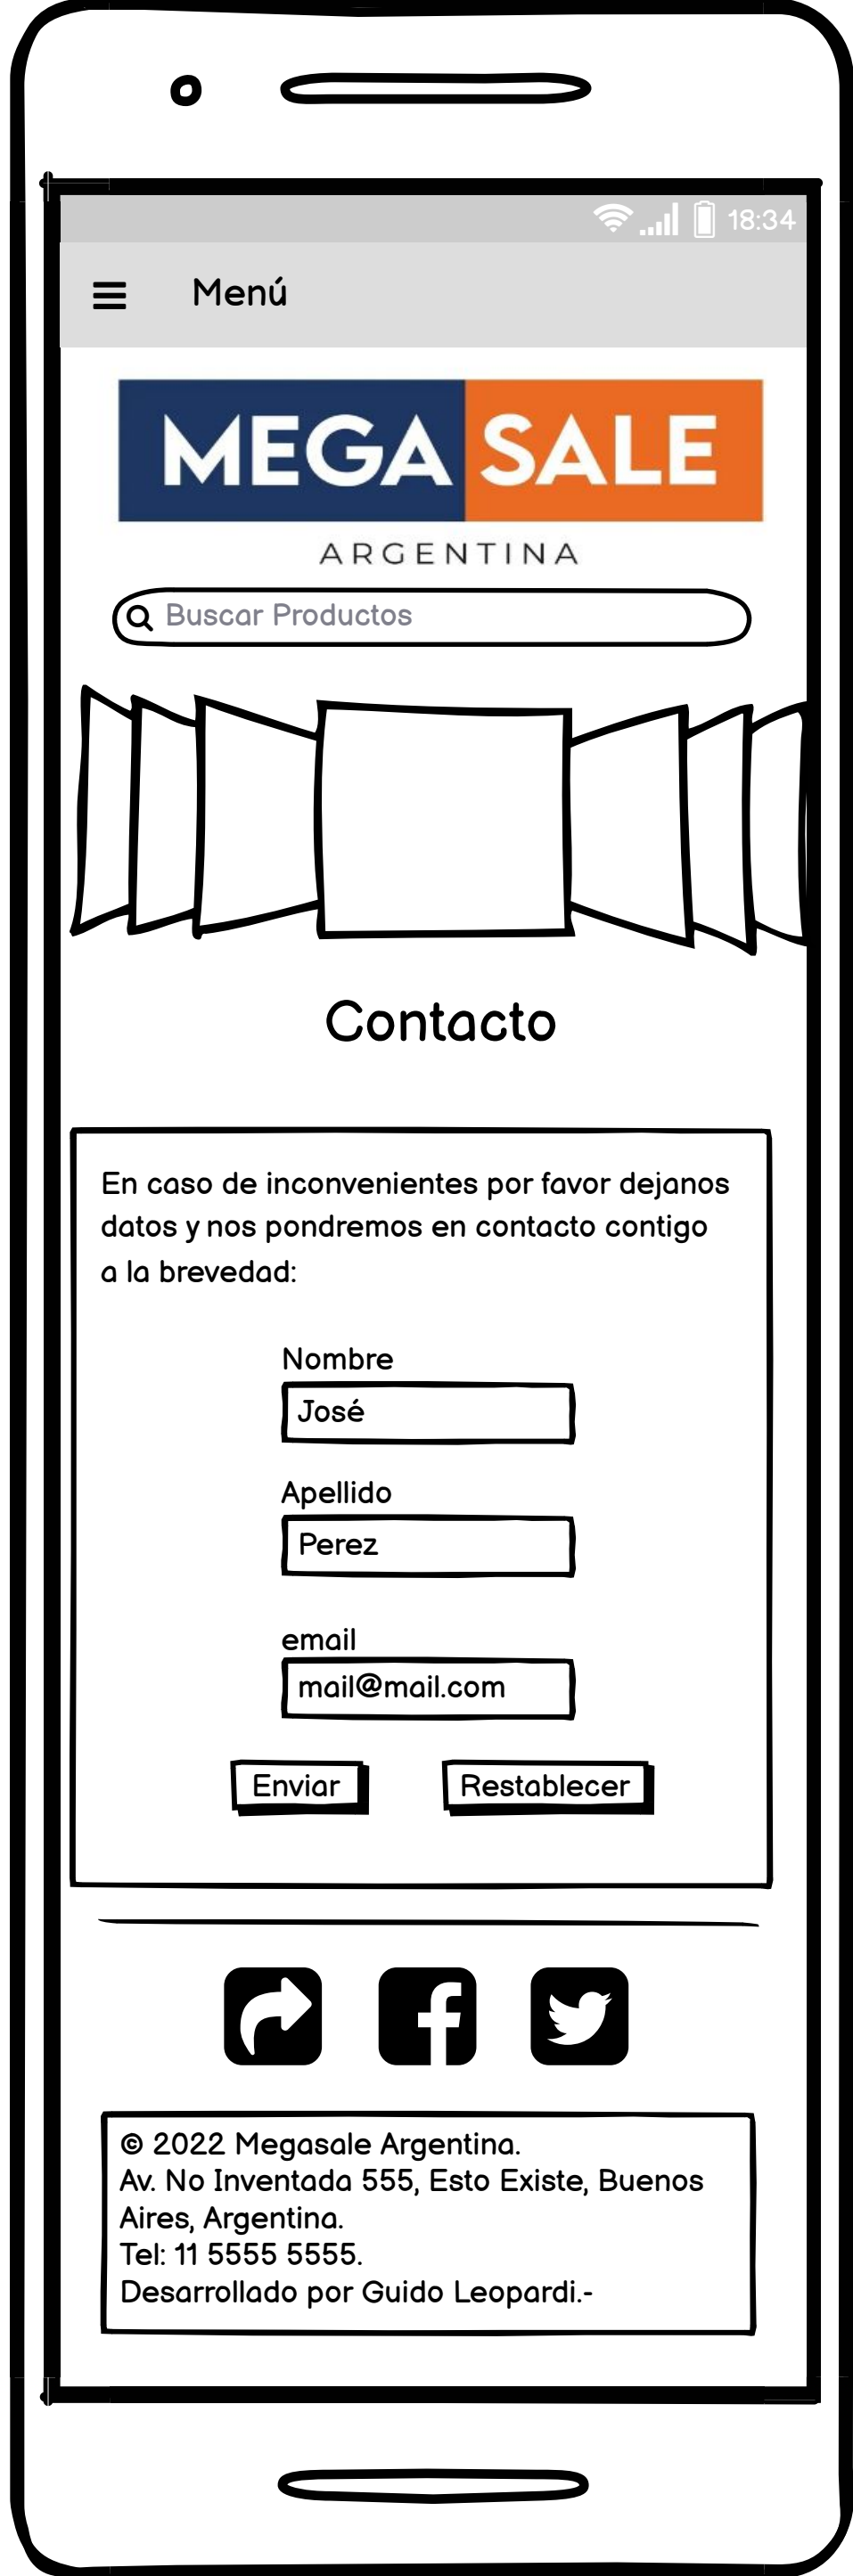 18:34
Menú
MEGA SALE
ARGENTINA
Buscar Productos
Contacto
En caso de inconvenientes por favor dejanos
datos y nos pondremos en contacto contigo
a la brevedad:
Nombre
José
Apellido
Perez
email
mail@mail.com
Enviar Restablecer
© 2022 Megasale Argentina.
Av. No Inventada 555, Esto Existe, Buenos
Aires, Argentina.
Tel: 11 5555 5555.
Desarrollado por Guido Leopardi.-